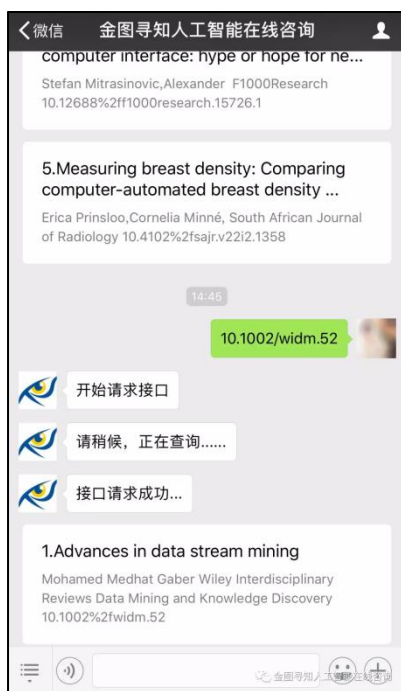 微信
金图寻知人工智能在线咨询
computer interface: hype or hope for ne...
Stefan Mitrasinovic,Alexander F1000Research
10.12688%2ff1000research.15726.1
5.Measuring breast density: Comparing
computer-automated breast density ...
Erica Prinsloo,Cornelia Minné, South African Journal
of Radiology 10.4102%2fsajr.v22i2.1358
14:45
10.1002/widm.52
开始请求接口
请稍候，正在查询......
接口请求成功...
1.Advances in data stream mining
Mohamed Medhat Gaber Wiley Interdisciplinary
Reviews Data Mining and Knowledge Discovery
10.1002%2fwidm.52
金图寻知人工智能在线咨询